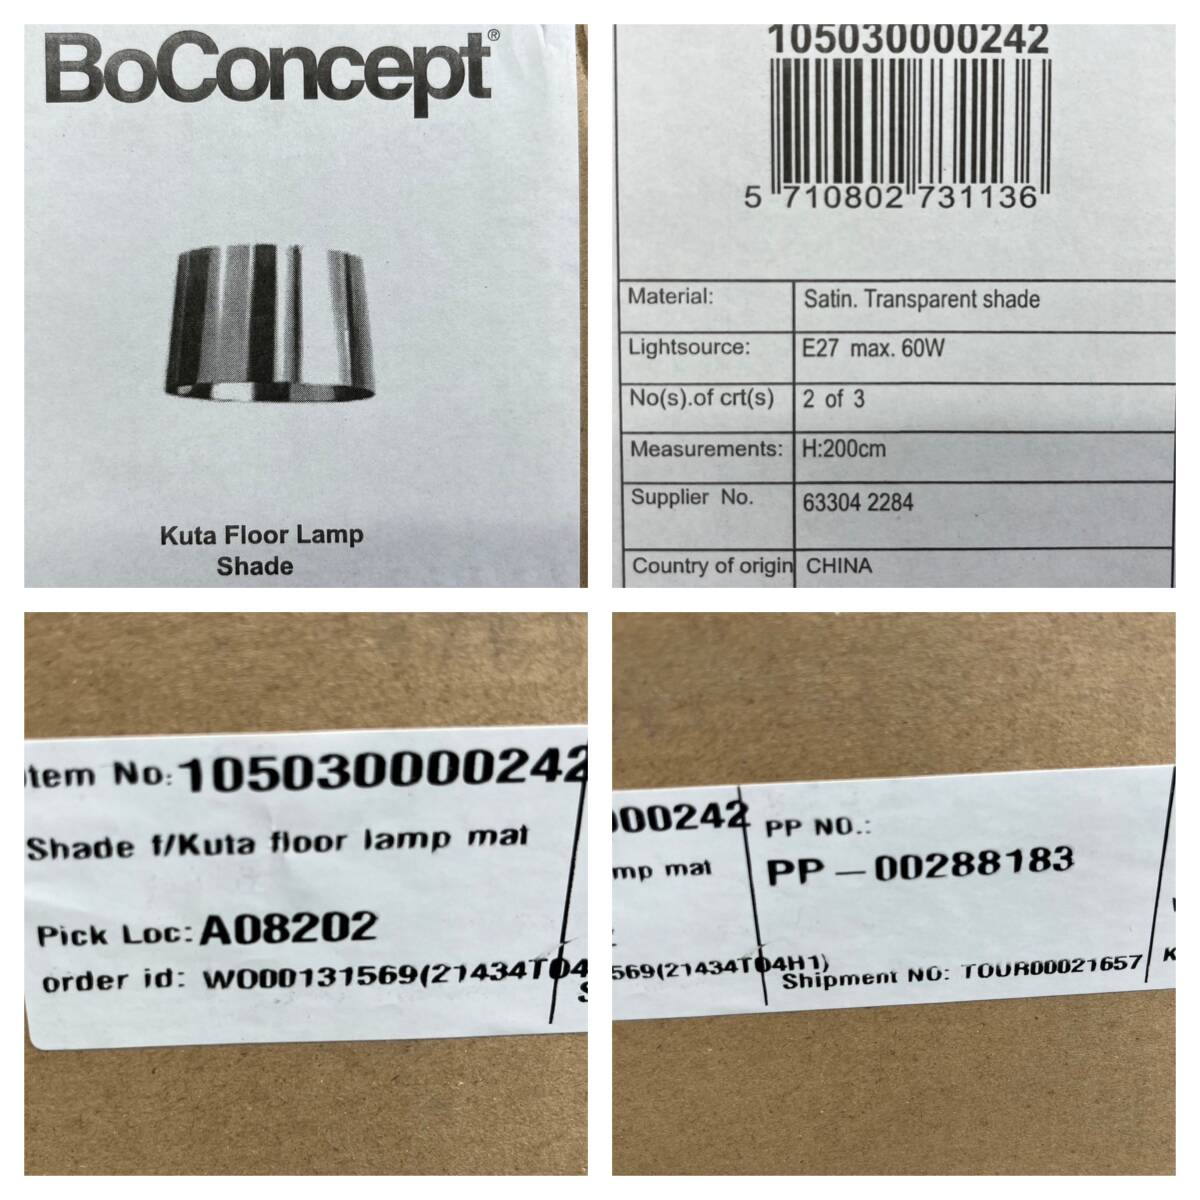 BoConcept®
Kuta Floor Lamp
Shade
105030000242
5 710802 731136
Material: Satin. Transparent shade
Lightsource: E27 max. 60W
No(s).of crt(s) 2 of 3
Measurements: H:200cm
Supplier No. 63304 2284
Country of origin CHINA
tem No: 105030000242
Shade f/Kuta floor lamp mat
Pick Loc: A08202
order id: WO00131569(21434T04
000242
PP NO.:
mp mat
PP-00288183
569(21434T04H1)
Shipment NO: TOUR00021657
K